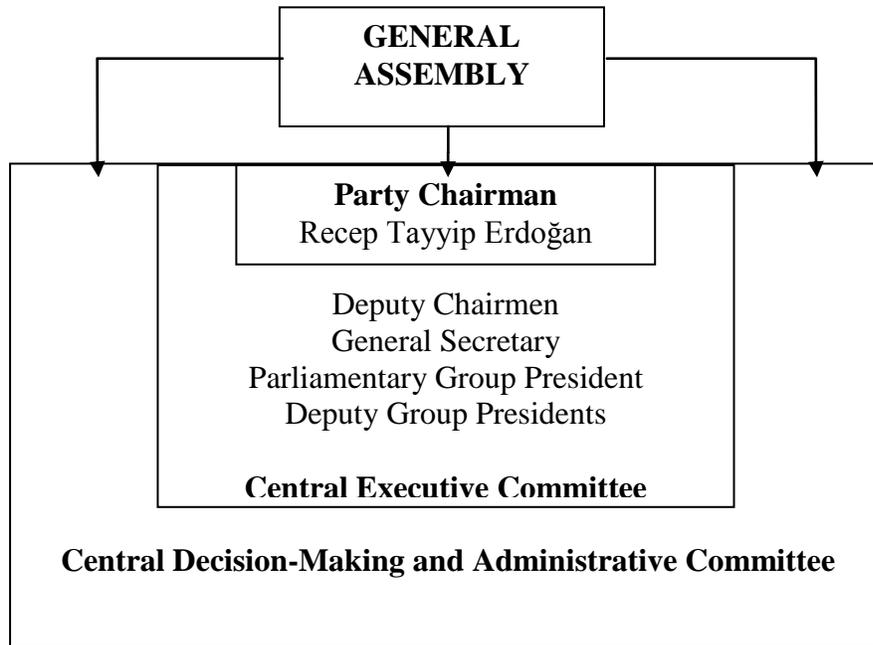 GENERAL
ASSEMBLY
Party Chairman
Recep Tayyip Erdoğan
Deputy Chairmen
General Secretary
Parliamentary Group President
Deputy Group Presidents
Central Executive Committee
Central Decision-Making and Administrative Committee